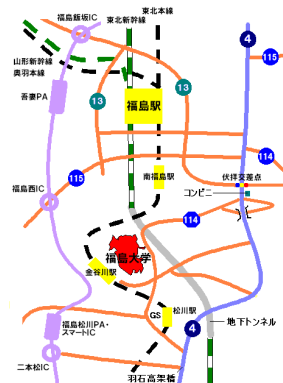 福島飯坂IC
東北新幹線
東北本線
4
山形新幹線
奥羽本線
115
吾妻PA
13
福島駅
13
114
115
南福島駅
伏拝交差点
福島西IC
コンビニ
114
福島大学
金谷川駅
福島松川PA・
スマートIC
GS
松川駅
4
地下トンネル
二本松IC
羽石高架橋